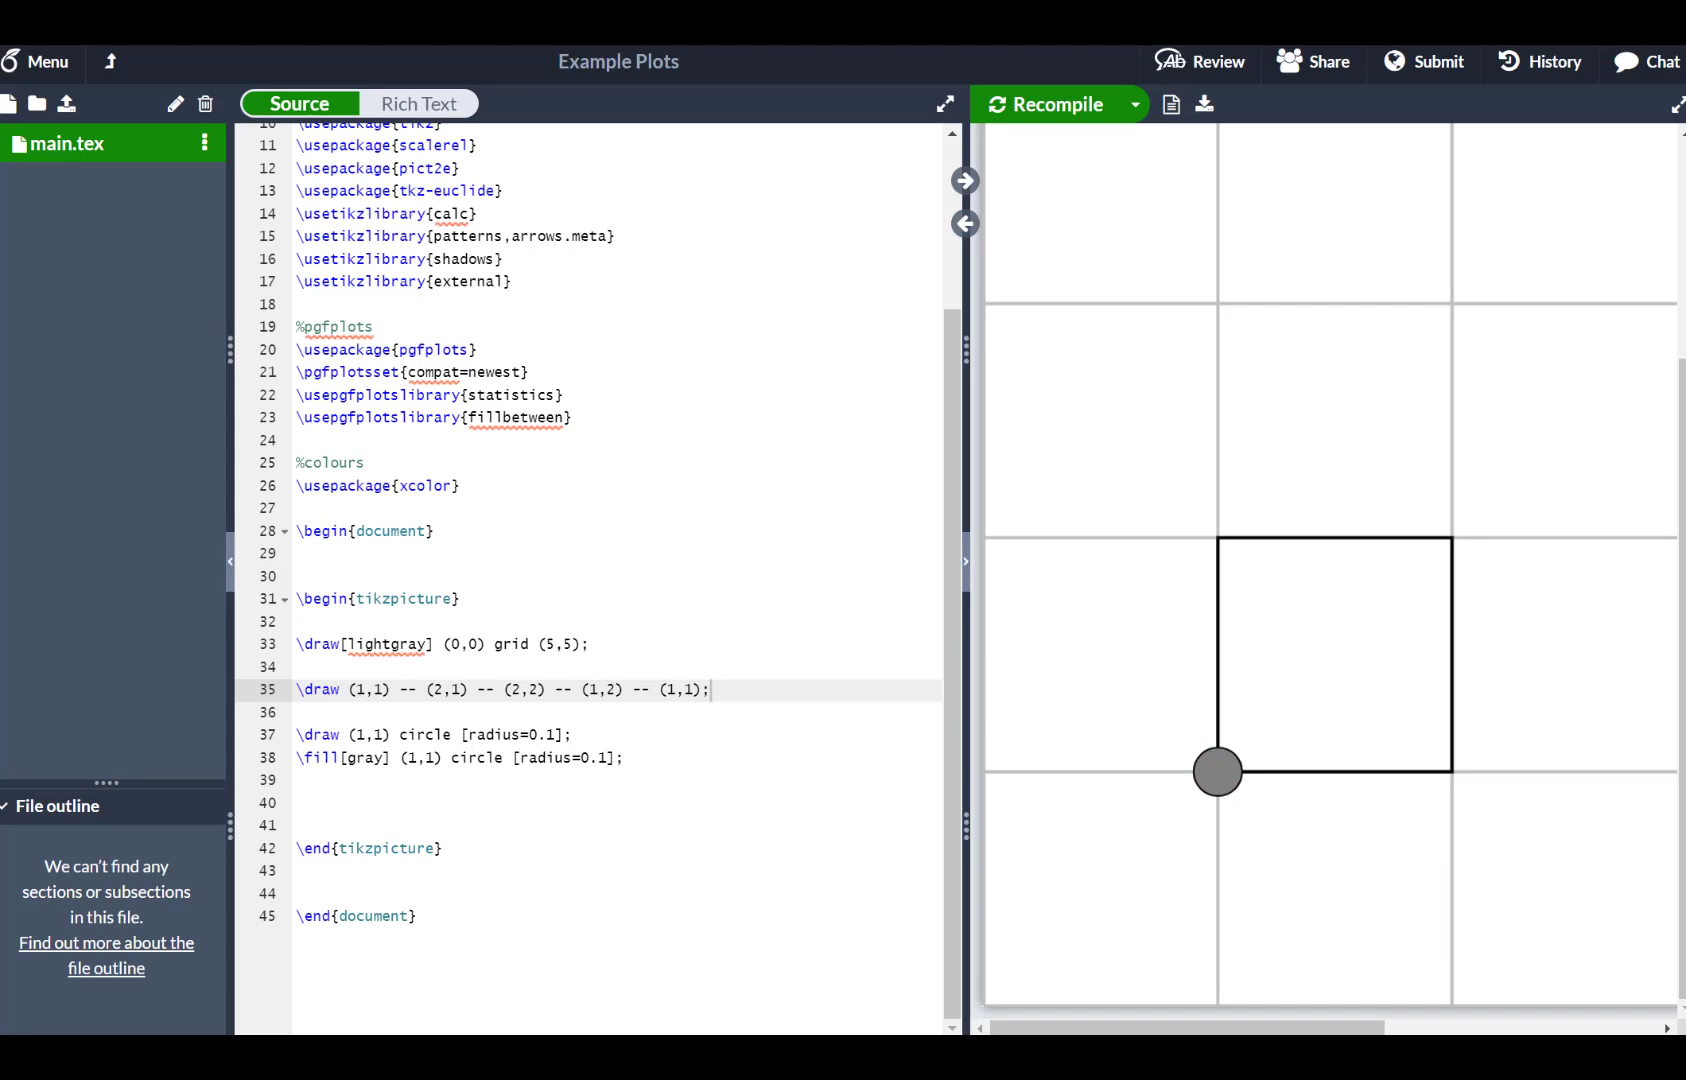 Menu
Example Plots
Review
Share
Submit
History
Chat
Source
Rich Text
Recompile
main.tex
10 \usepackage{tikz}
11 \usepackage{scalerel}
12 \usepackage{pict2e}
13 \usepackage{tkz-euclide}
14 \usetikzlibrary{calc}
15 \usetikzlibrary{patterns,arrows.meta}
16 \usetikzlibrary{shadows}
17 \usetikzlibrary{external}
18
19 %pgfplots
20 \usepackage{pgfplots}
21 \pgfplotsset{compat=newest}
22 \usepgfplotslibrary{statistics}
23 \usepgfplotslibrary{fillbetween}
24
25 %colours
26 \usepackage{xcolor}
27
28 \begin{document}
29
30
31 \begin{tikzpicture}
32
33 \draw[lightgray] (0,0) grid (5,5);
34
35 \draw (1,1) -- (2,1) -- (2,2) -- (1,2) -- (1,1);
36
37 \draw (1,1) circle [radius=0.1];
38 \fill[gray] (1,1) circle [radius=0.1];
39
40
41
42 \end{tikzpicture}
43
44
45 \end{document}
File outline
We can't find any
sections or subsections
in this file.
Find out more about the
file outline